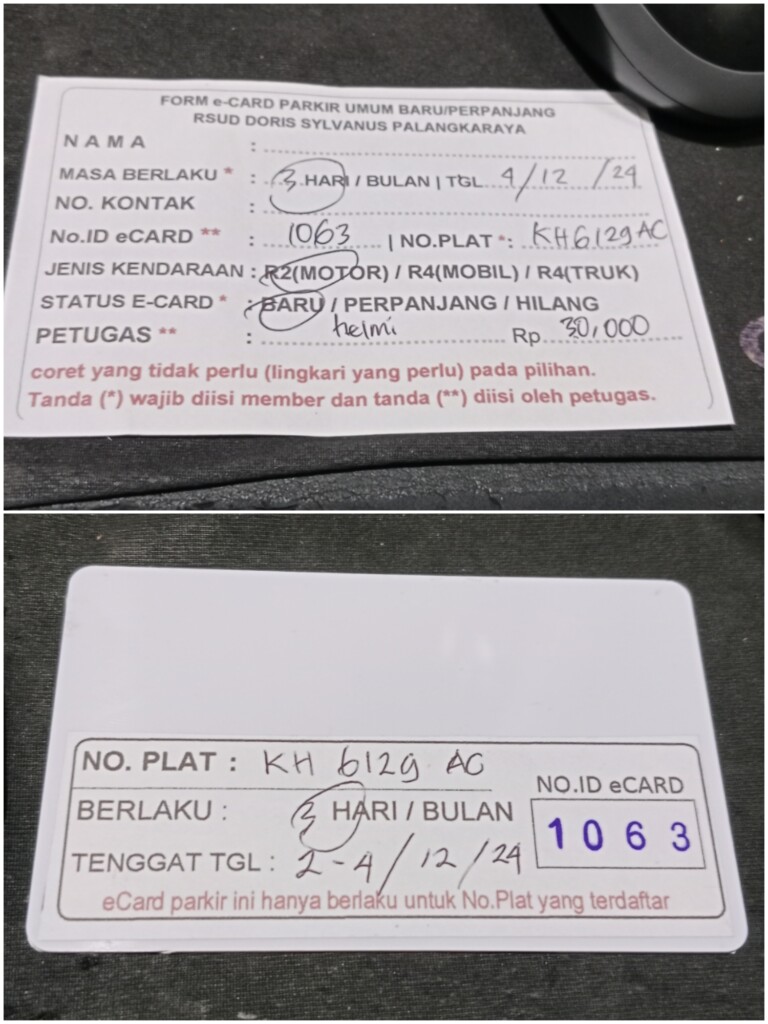 FORM e-CARD PARKIR UMUM BARU/PERPANJANG
RSUD DORIS SYLVANUS PALANGKARAYA
NAMA :
MASA BERLAKU * : 3 HARI / BULAN | TGL 4/12/24
NO. KONTAK :
No.ID eCARD ** : 1063 | NO.PLAT *: KH 6129 AC
JENIS KENDARAAN : R2(MOTOR) / R4(MOBIL) / R4(TRUK)
STATUS E-CARD * : BARU / PERPANJANG / HILANG
PETUGAS ** : helmi Rp 30,000
coret yang tidak perlu (lingkari yang perlu) pada pilihan.
Tanda (*) wajib diisi member dan tanda (**) diisi oleh petugas.
NO. PLAT : KH 6129 AC
BERLAKU : 3 HARI / BULAN
TENGGAT TGL : 2-4/12/24
NO.ID eCARD
1063
eCard parkir ini hanya berlaku untuk No.Plat yang terdaftar